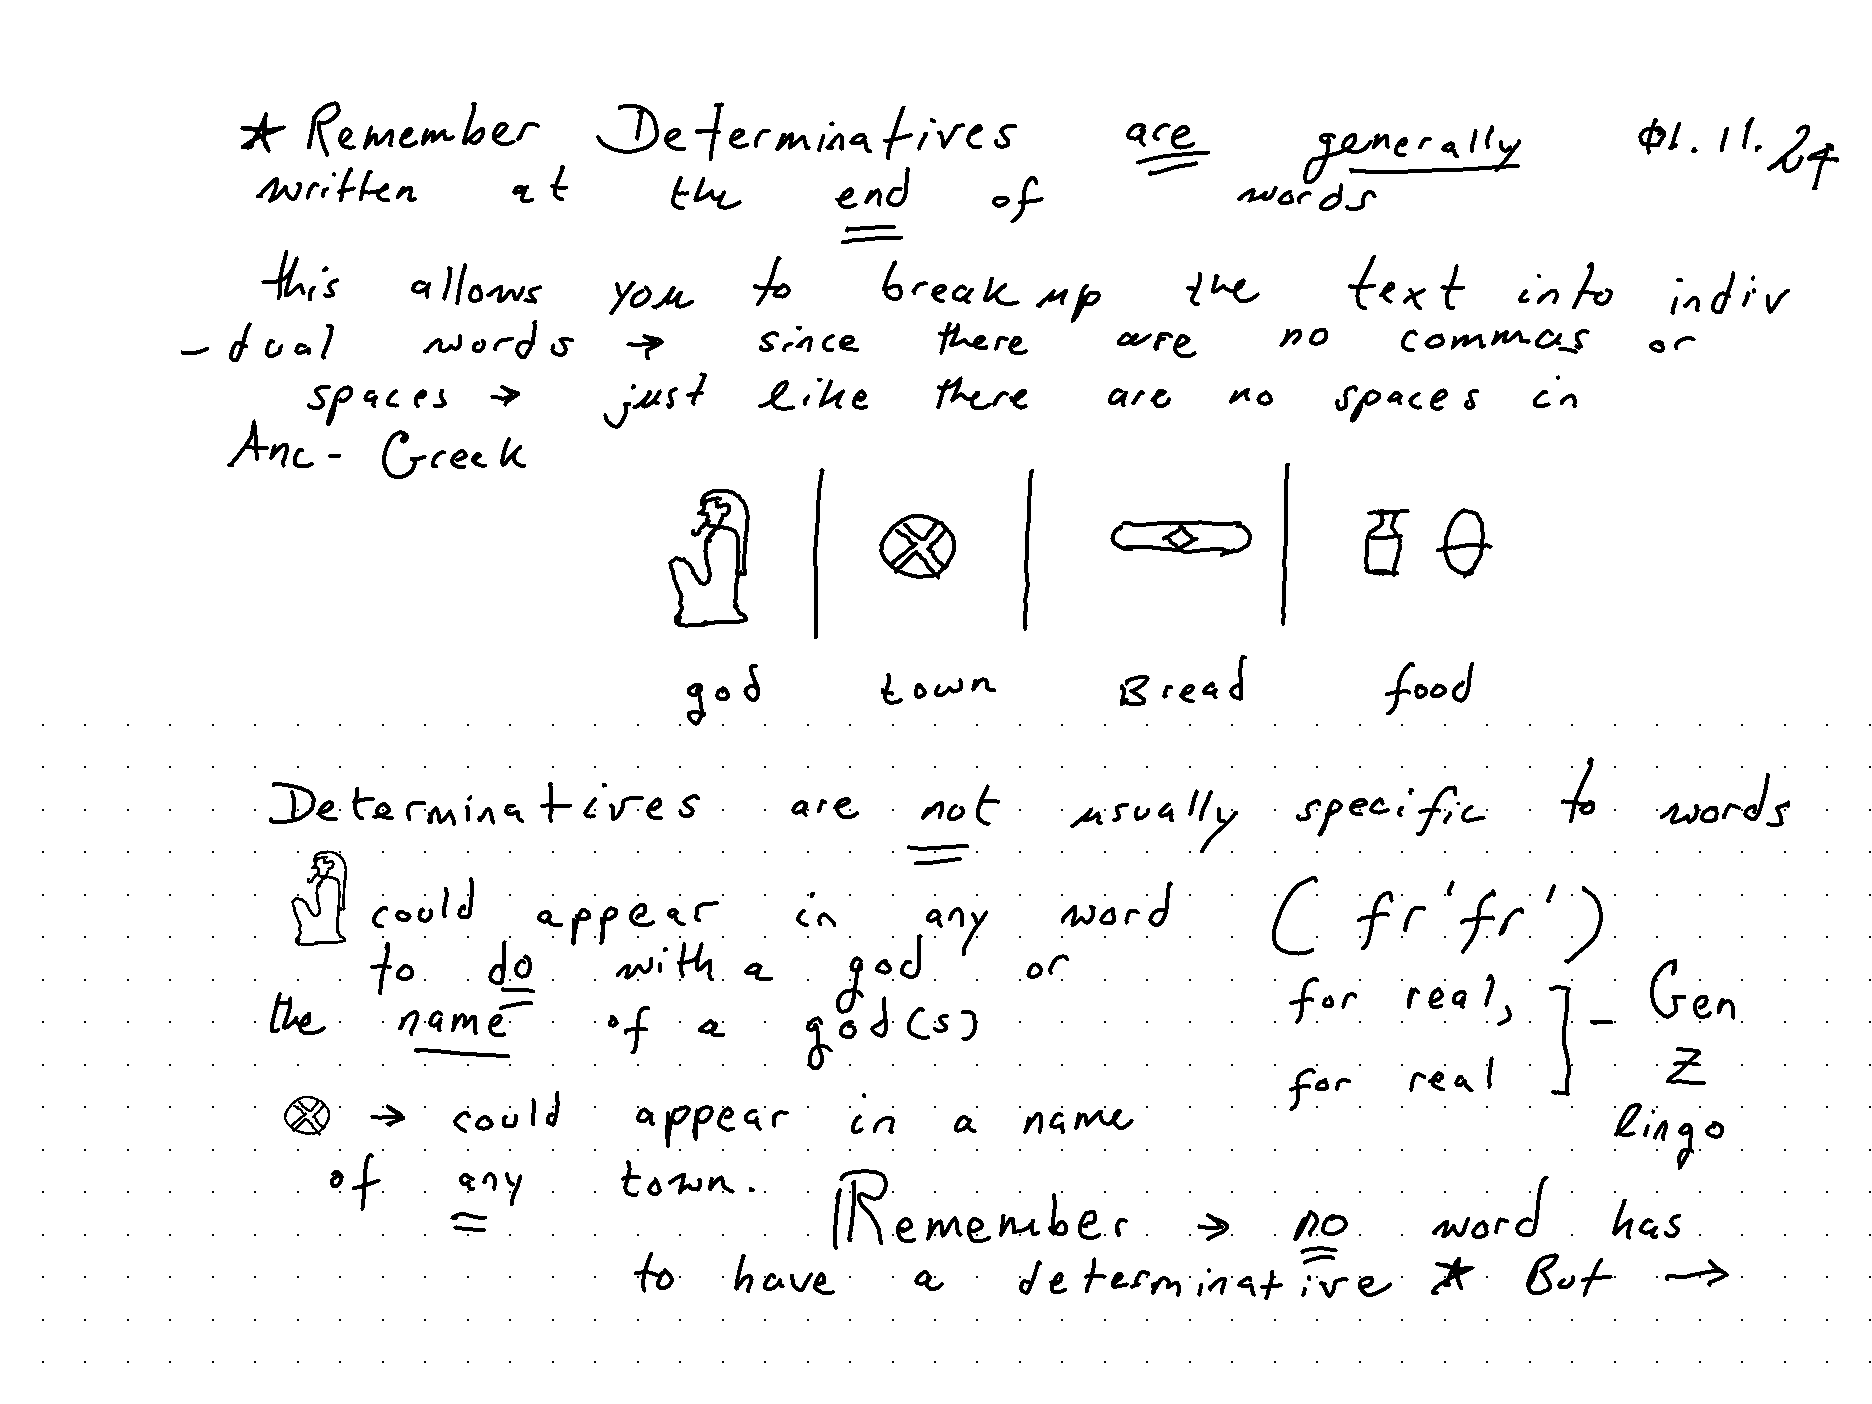 ★ Remember Determinatives are generally 01.11.24
written at the end of words
this allows you to break up the text into indiv
-dual words → since there are no commas or
spaces → just like there are no spaces in
Anc- Greek
god town Bread food
Determinatives are not usually specific to words
could appear in any word
to do with a god or
the name of a god(s)
(fr'fr')
for real,
for real
- Gen
Z
lingo
→ could appear in a name
of any town.
Remember → no word has
to have a determinative ★ But →